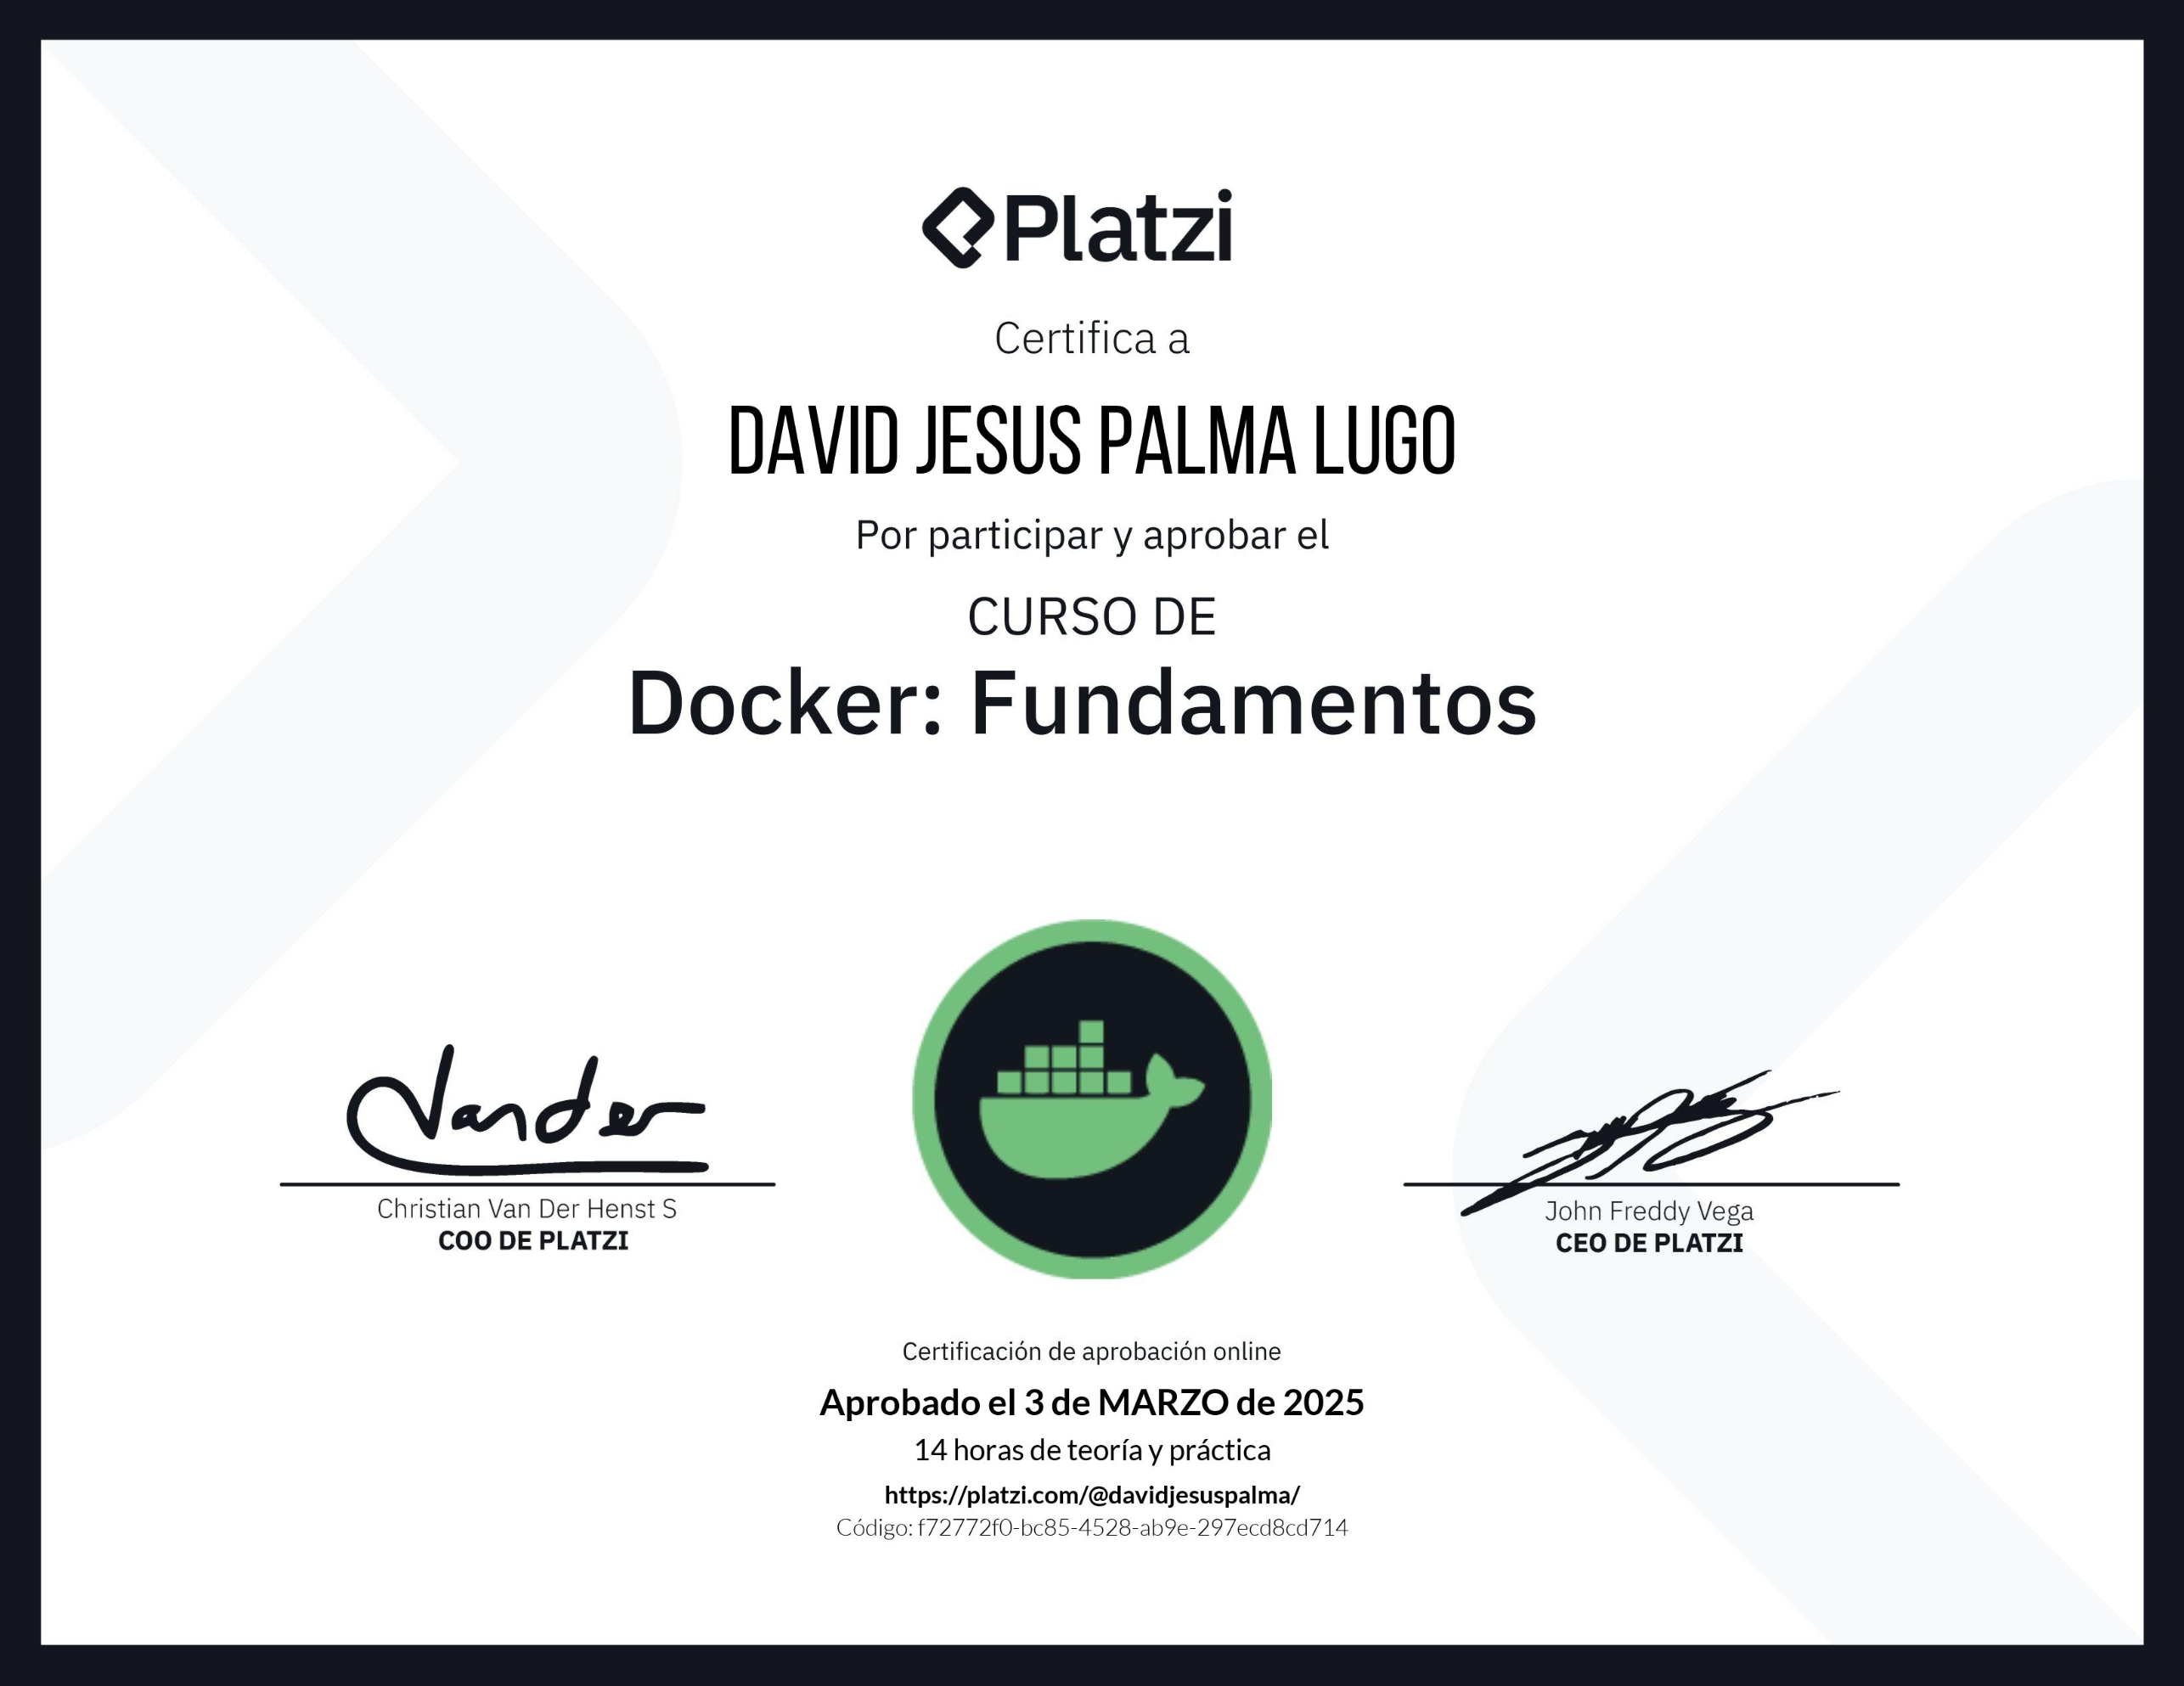 Platzi
Certifica a
DAVID JESUS PALMA LUGO
Por participar y aprobar el
CURSO DE
Docker: Fundamentos
Vander
Christian Van Der Henst S
COO DE PLATZI
John Freddy Vega
CEO DE PLATZI
Certificación de aprobación online
Aprobado el 3 de MARZO de 2025
14 horas de teoría y práctica
https://platzi.com/@davidjesuspalma/
Código: f72772f0-bc85-4528-ab9e-297ecd8cd714